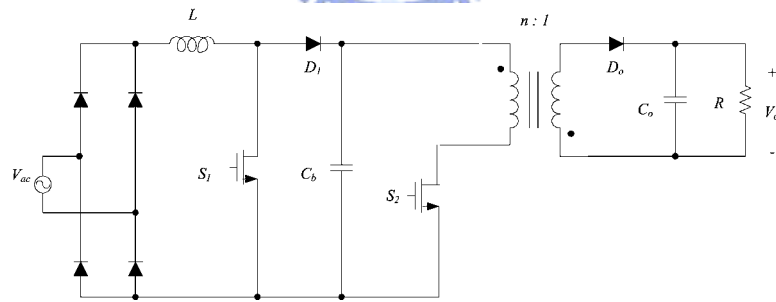 L
n : 1
D1
Do
+
Co
R
Vo
-
S1
Cb
S2
Vac